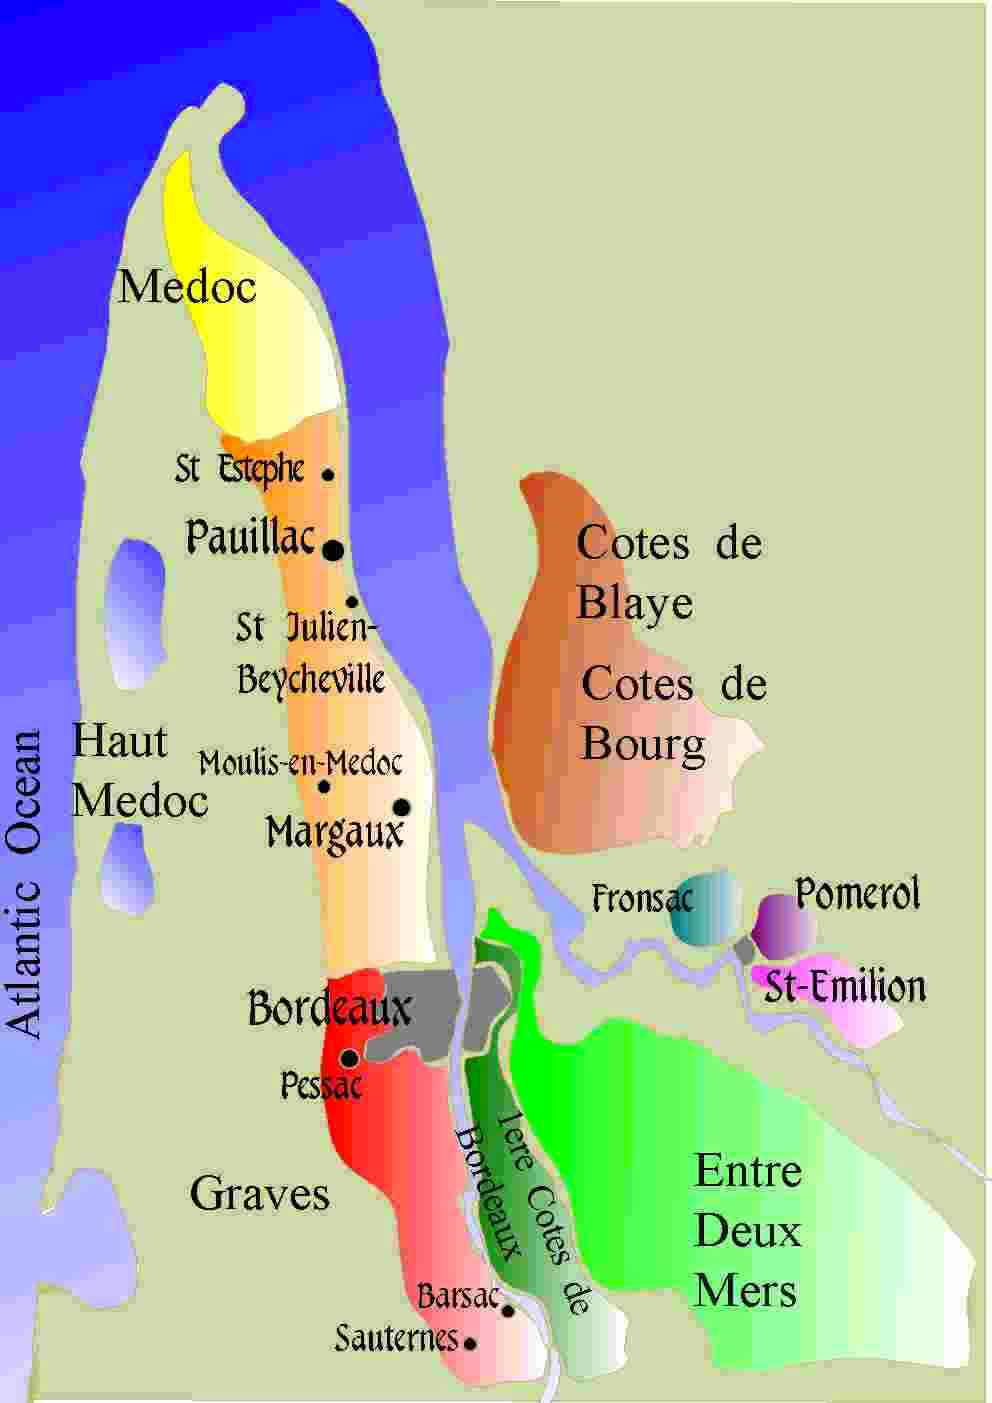 Medoc
St Estephe
Pauillac
St Julien-
Beycheville
Cotes de
Blaye
Cotes de
Bourg
Haut
Medoc
Moulis-en-Medoc
Margaux
Atlantic Ocean
Fronsac
Pomerol
St-Emilion
Bordeaux
Pessac
Graves
1ere Cotes de
Bordeaux
Entre
Deux
Mers
Barsac
Sauternes